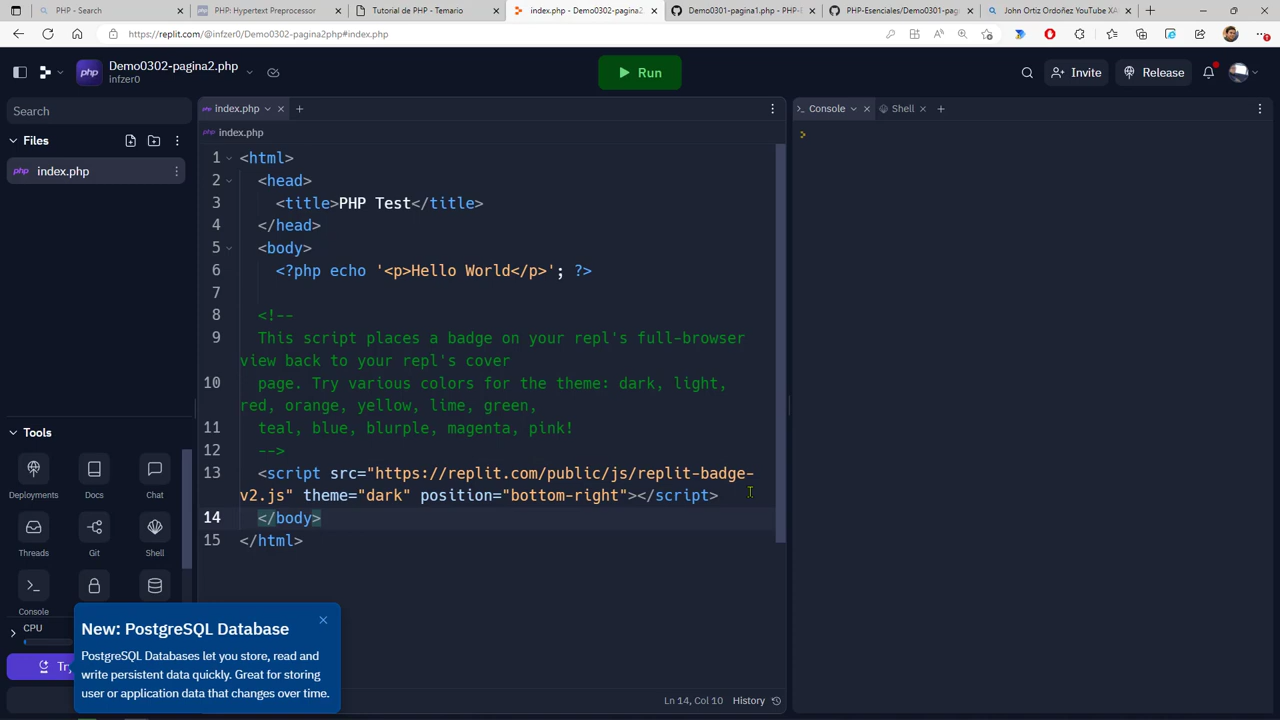 PHP - Search
PHP: Hypertext Preprocessor
Tutorial de PHP - Temario
index.php - Demo0302-pagina2
Demo0301-pagina1.php · PHP-E
PHP-Esenciales/Demo0301-pagi
John Ortiz Ordoñez YouTube XA
https://replit.com/@infzer0/Demo0302-pagina2php#index.php
php
Demo0302-pagina2.php
infzer0
Run
Invite
Release
Search
Files
php index.php
Tools
Deployments
Docs
Chat
Threads
Git
Shell
Console
CPU
Try
New: PostgreSQL Database
PostgreSQL Databases let you store, read and
write persistent data quickly. Great for storing
user or application data that changes over time.
php index.php
php index.php
1 <html>
2 <head>
3 <title>PHP Test</title>
4 </head>
5 <body>
6 <?php echo '<p>Hello World</p>'; ?>
7
8 <!--
9 This script places a badge on your repl's full-browser
view back to your repl's cover
10 page. Try various colors for the theme: dark, light,
red, orange, yellow, lime, green,
11 teal, blue, blurple, magenta, pink!
12 -->
13 <script src="https://replit.com/public/js/replit-badge-
v2.js" theme="dark" position="bottom-right"></script>
14 </body>
15 </html>
Ln 14, Col 10
History
Console
Shell
>